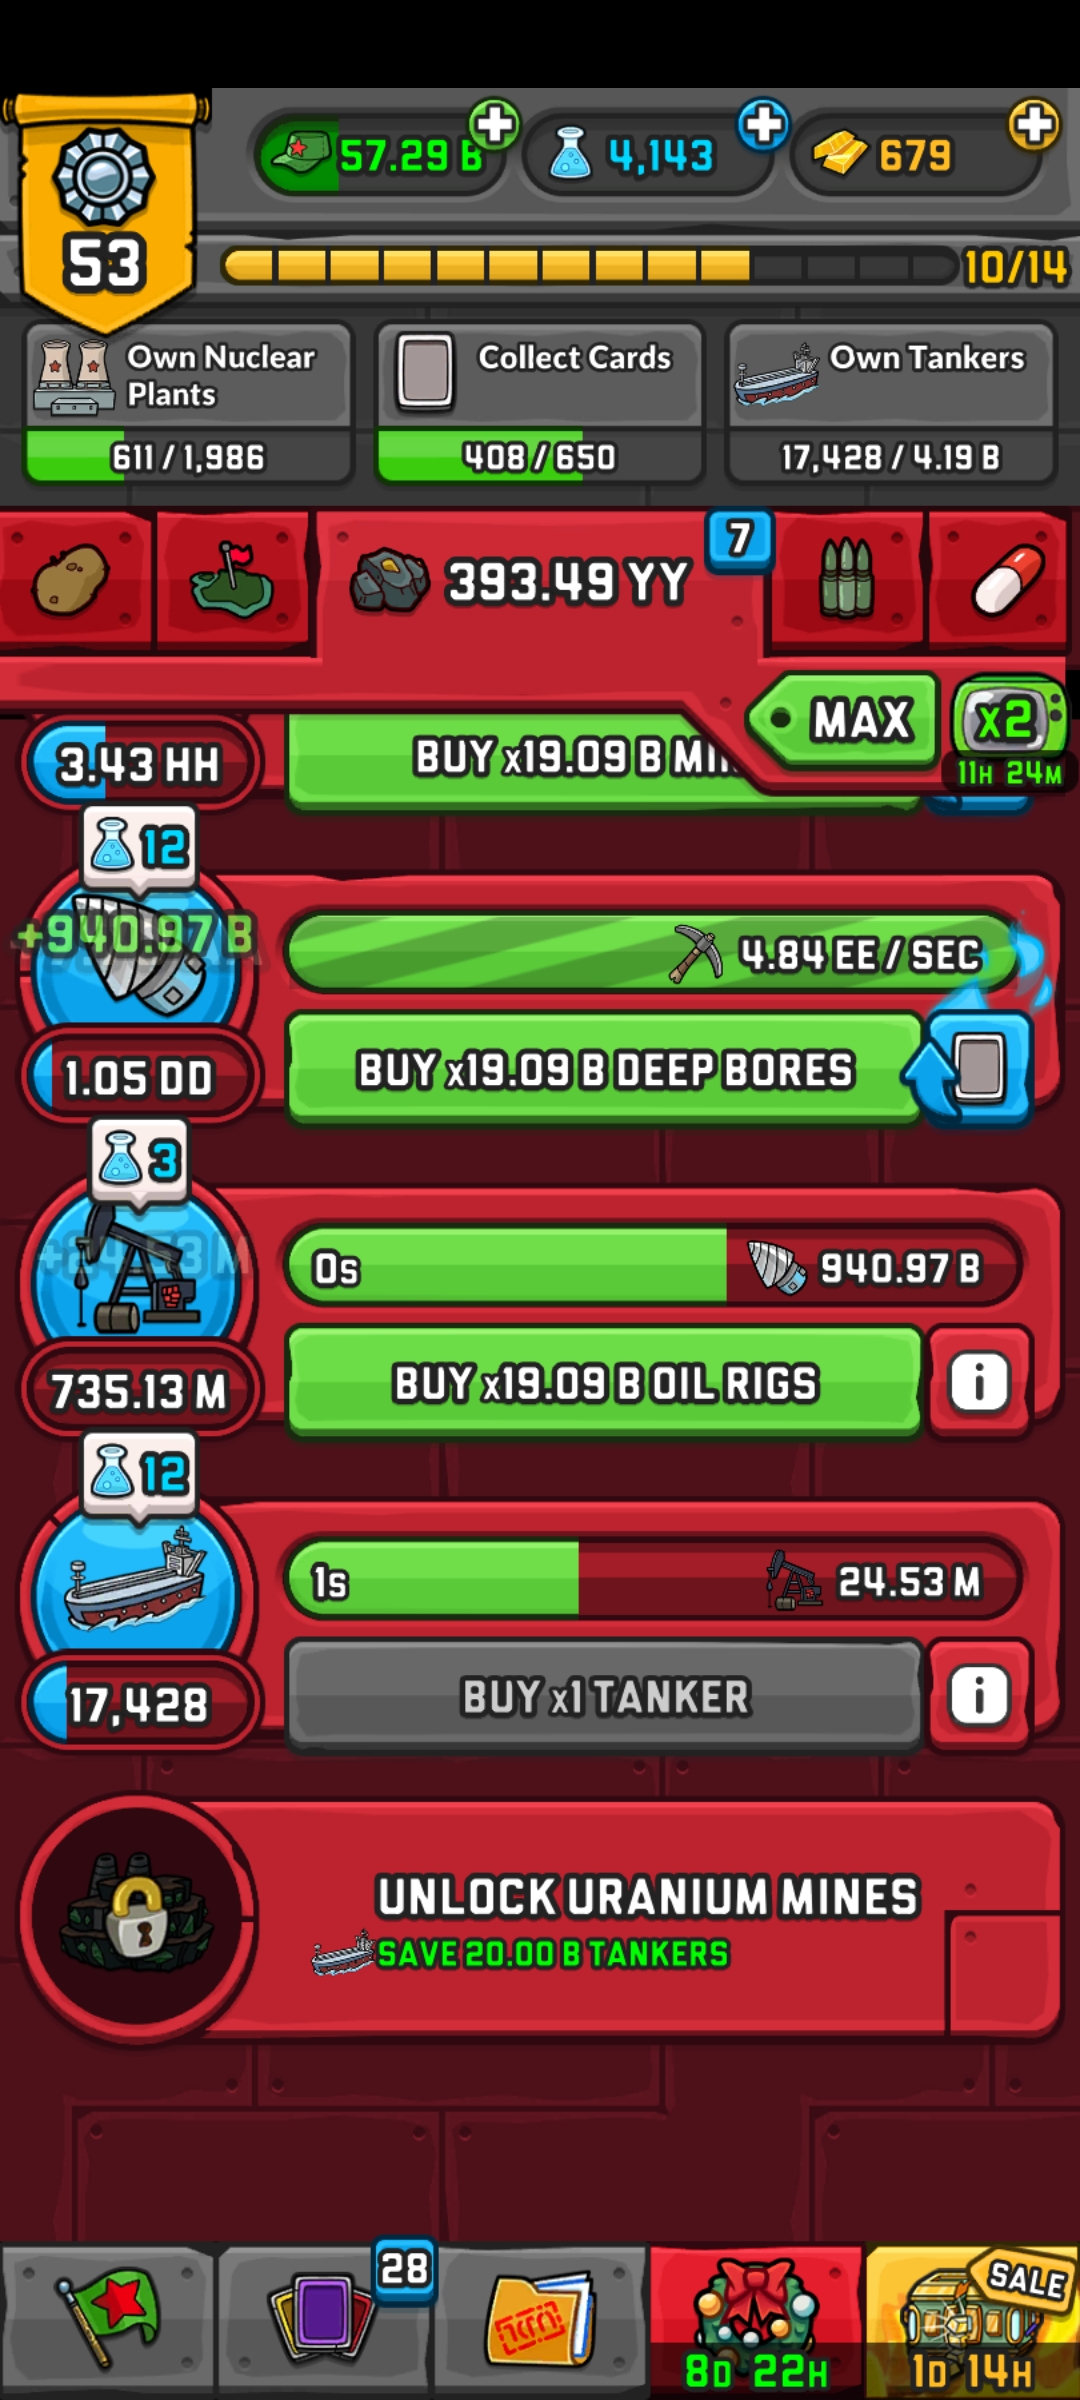 57.29 B
4,143
679
53
10/14
Own Nuclear
Plants
611/1,986
Collect Cards
408/650
Own Tankers
17,428/4.19 B
393.49 YY
7
MAX
x2
11H 24M
3.43 HH
BUY x19.09 B
12
+940.97 B
4.84 EE/SEC
1.05 DD
BUY x19.09 B DEEP BORES
3
0s
940.97 B
735.13 M
BUY x19.09 B OIL RIGS
12
1s
24.53 M
17,428
BUY x1 TANKER
UNLOCK URANIUM MINES
SAVE 20.00 B TANKERS
28
SALE
8D 22H
1D 14H